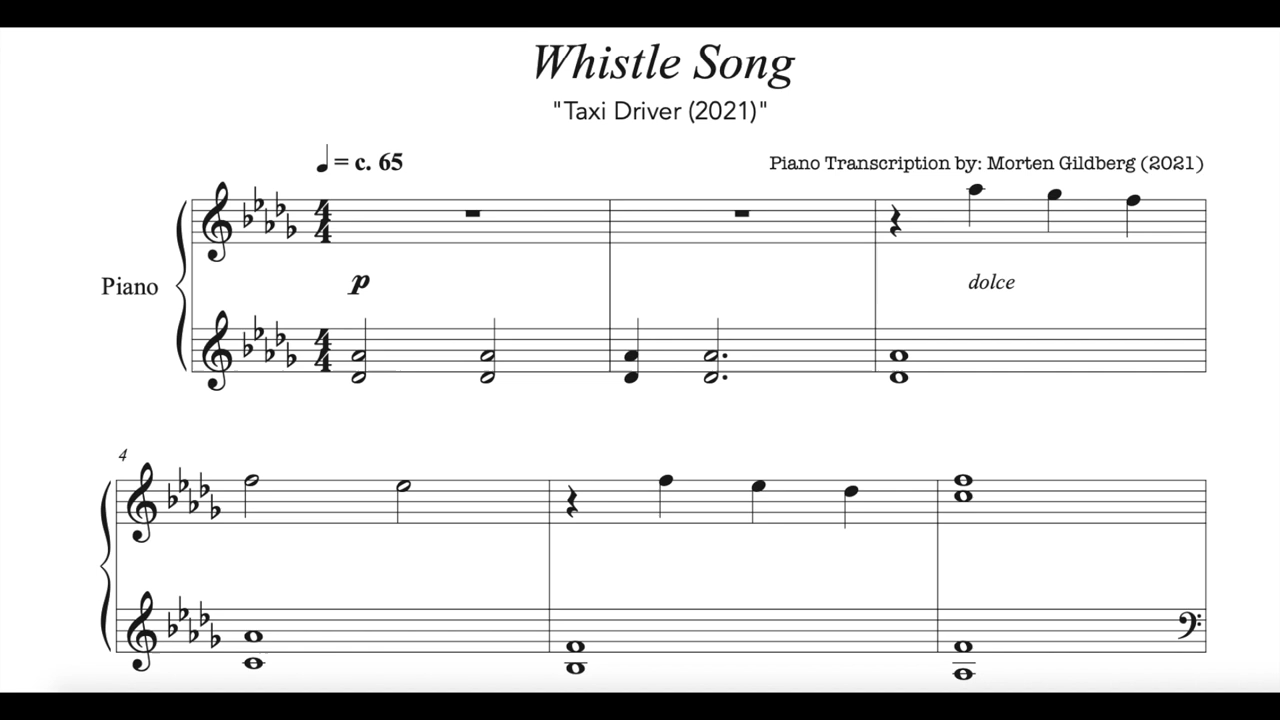 Whistle Song
"Taxi Driver (2021)"
= c. 65
Piano Transcription by: Morten Gildberg (2021)
4
4
p
dolce
Piano
4
4
4